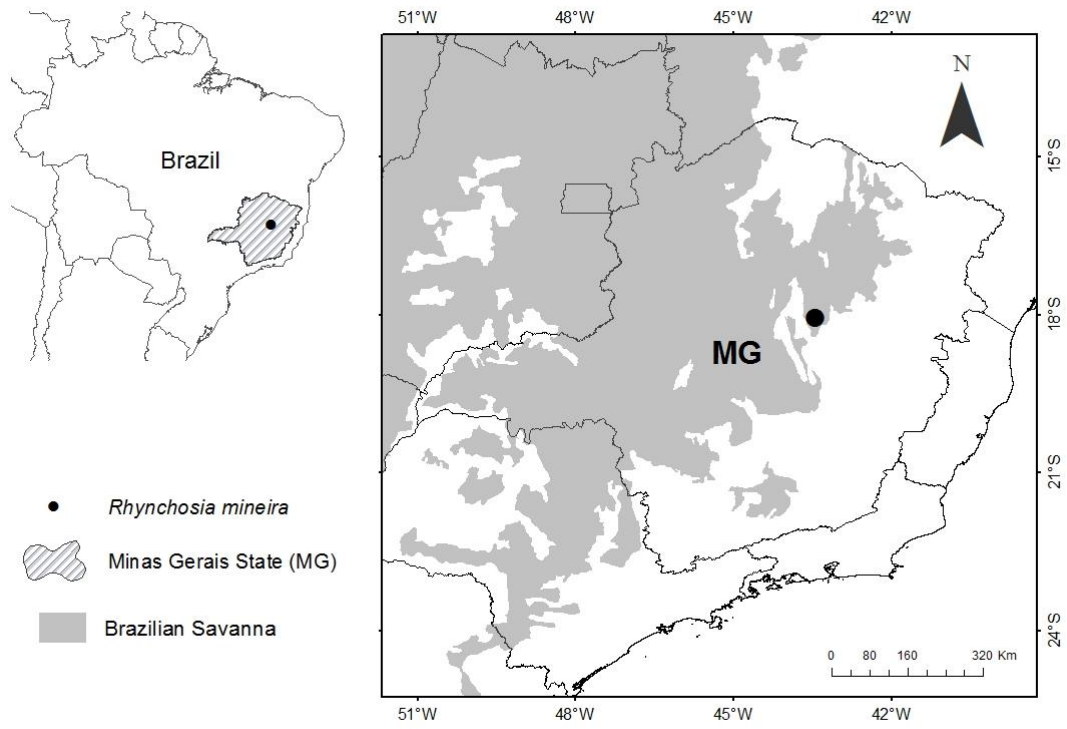 51°W 48°W 45°W 42°W
N
Brazil
15°S
18°S
MG
21°S
24°S
Rhynchosia mineira
Minas Gerais State (MG)
Brazilian Savanna
0 80 160 320 Km
51°W 48°W 45°W 42°W